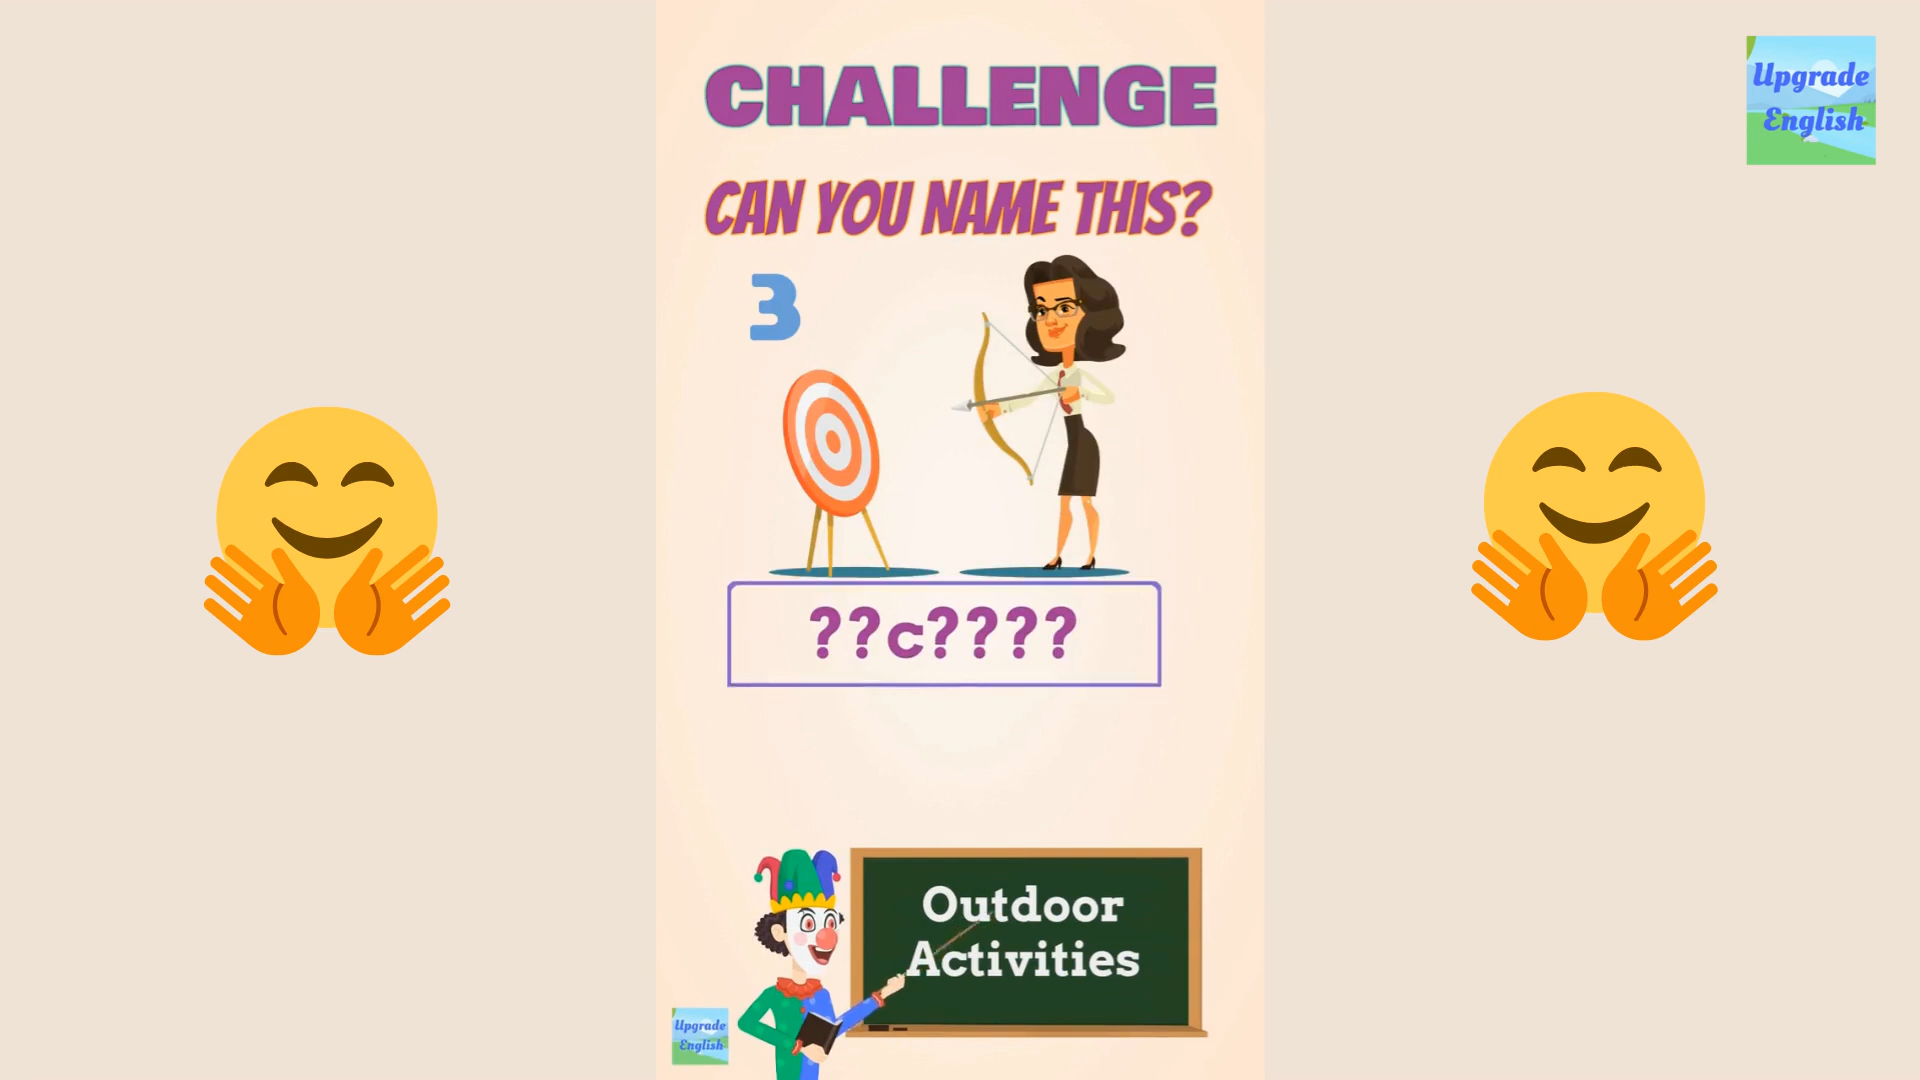 CHALLENGE
CAN YOU NAME THIS?
3
??c????
Outdoor
Activities
Upgrade
English
Upgrade
English